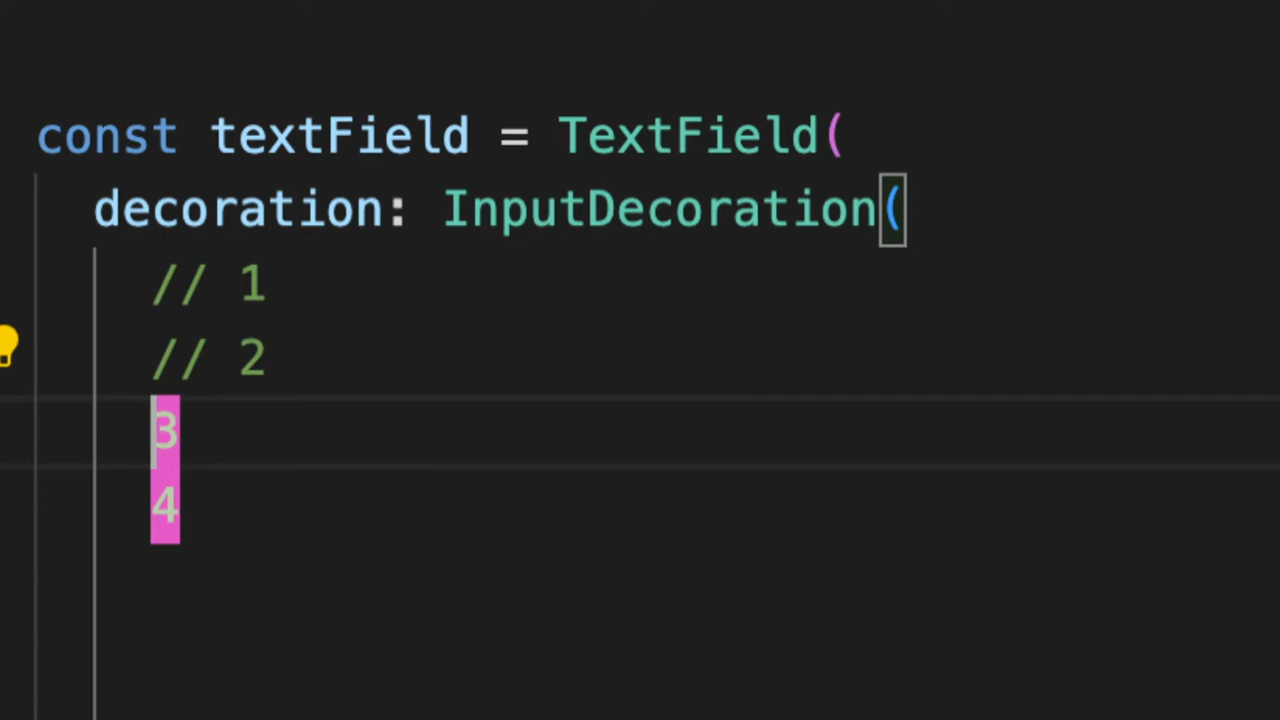 const textField = TextField(
decoration: InputDecoration(
// 1
// 2
3
4